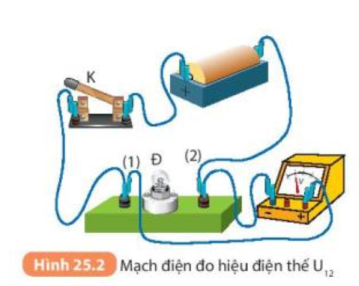 K
+
(1) Đ (2)
V
- +
Hình 25.2 Mạch điện đo hiệu điện thế U₁₂